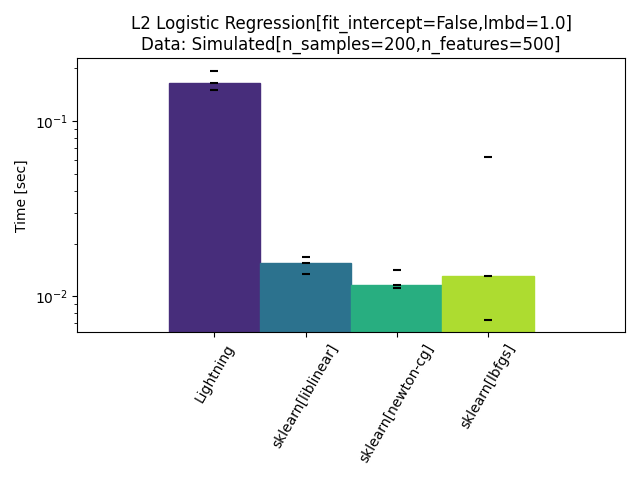 L2 Logistic Regression[fit_intercept=False,lmbd=1.0]
Data: Simulated[n_samples=200,n_features=500]
Time [sec]
10⁻¹
10⁻²
Lightning
sklearn[liblinear]
sklearn[newton-cg]
sklearn[lbfgs]